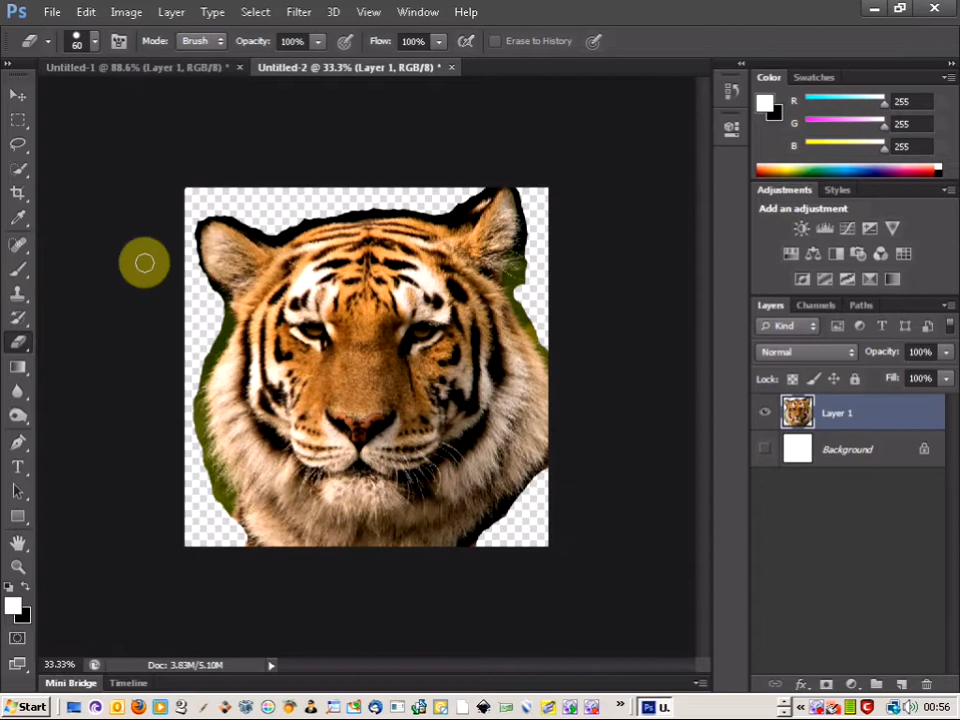 Ps File Edit Image Layer Type Select Filter 3D View Window Help
60 Mode: Brush Opacity: 100% Flow: 100% Erase to History
Untitled-1 @ 88.6% (Layer 1, RGB/8) * × Untitled-2 @ 33.3% (Layer 1, RGB/8) * ×
Color Swatches
R 255
G 255
B 255
Adjustments Styles
Add an adjustment
Layers Channels Paths
Kind
Normal Opacity: 100%
Lock: Fill: 100%
Layer 1
Background
33.33% Doc: 3.83M/5.10M
Mini Bridge Timeline
Start Ps U. 00:56